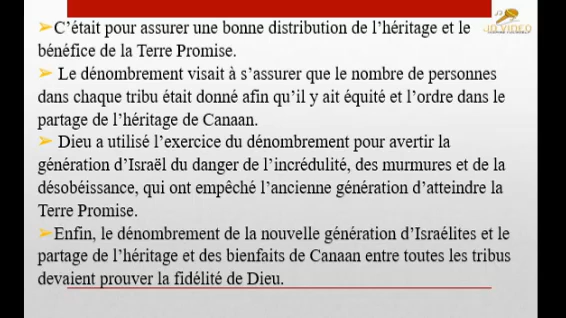 ➢C’était pour assurer une bonne distribution de l’héritage et le
bénéfice de la Terre Promise.
➢ Le dénombrement visait à s’assurer que le nombre de personnes
dans chaque tribu était donné afin qu’il y ait équité et l’ordre dans le
partage de l’héritage de Canaan.
➢ Dieu a utilisé l’exercice du dénombrement pour avertir la
génération d’Israël du danger de l’incrédulité, des murmures et de la
désobéissance, qui ont empêché l’ancienne génération d’atteindre la
Terre Promise.
➢Enfin, le dénombrement de la nouvelle génération d’Israélites et le
partage de l’héritage et des bienfaits de Canaan entre toutes les tribus
devaient prouver la fidélité de Dieu.